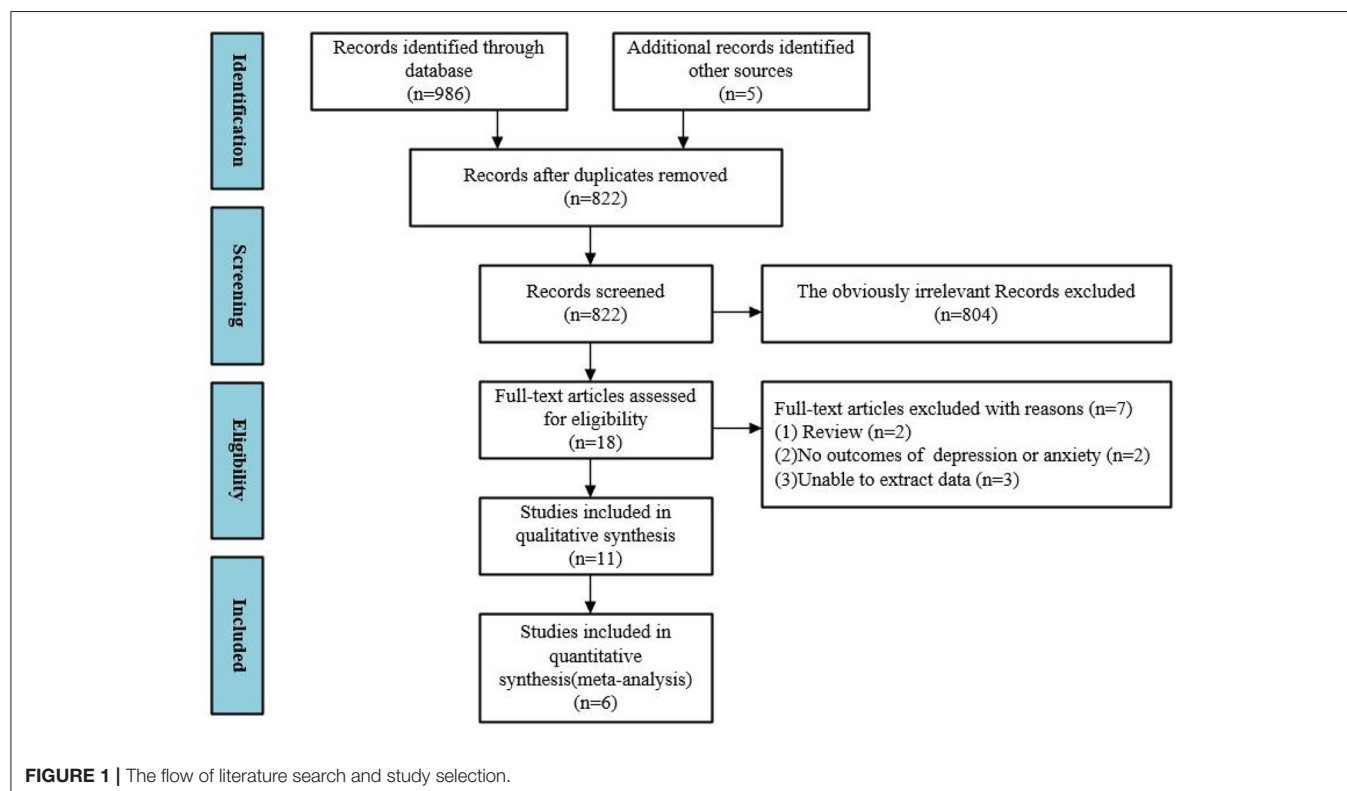 Identification
Records identified through
database
(n=986)
Additional records identified
other sources
(n=5)
Records after duplicates removed
(n=822)
Screening
Records screened
(n=822)
The obviously irrelevant Records excluded
(n=804)
Eligibility
Full-text articles assessed
for eligibility
(n=18)
Full-text articles excluded with reasons (n=7)
(1) Review (n=2)
(2)No outcomes of depression or anxiety (n=2)
(3)Unable to extract data (n=3)
Studies included in
qualitative synthesis
(n=11)
Included
Studies included in
quantitative
synthesis(meta-analysis)
(n=6)
FIGURE 1 | The flow of literature search and study selection.